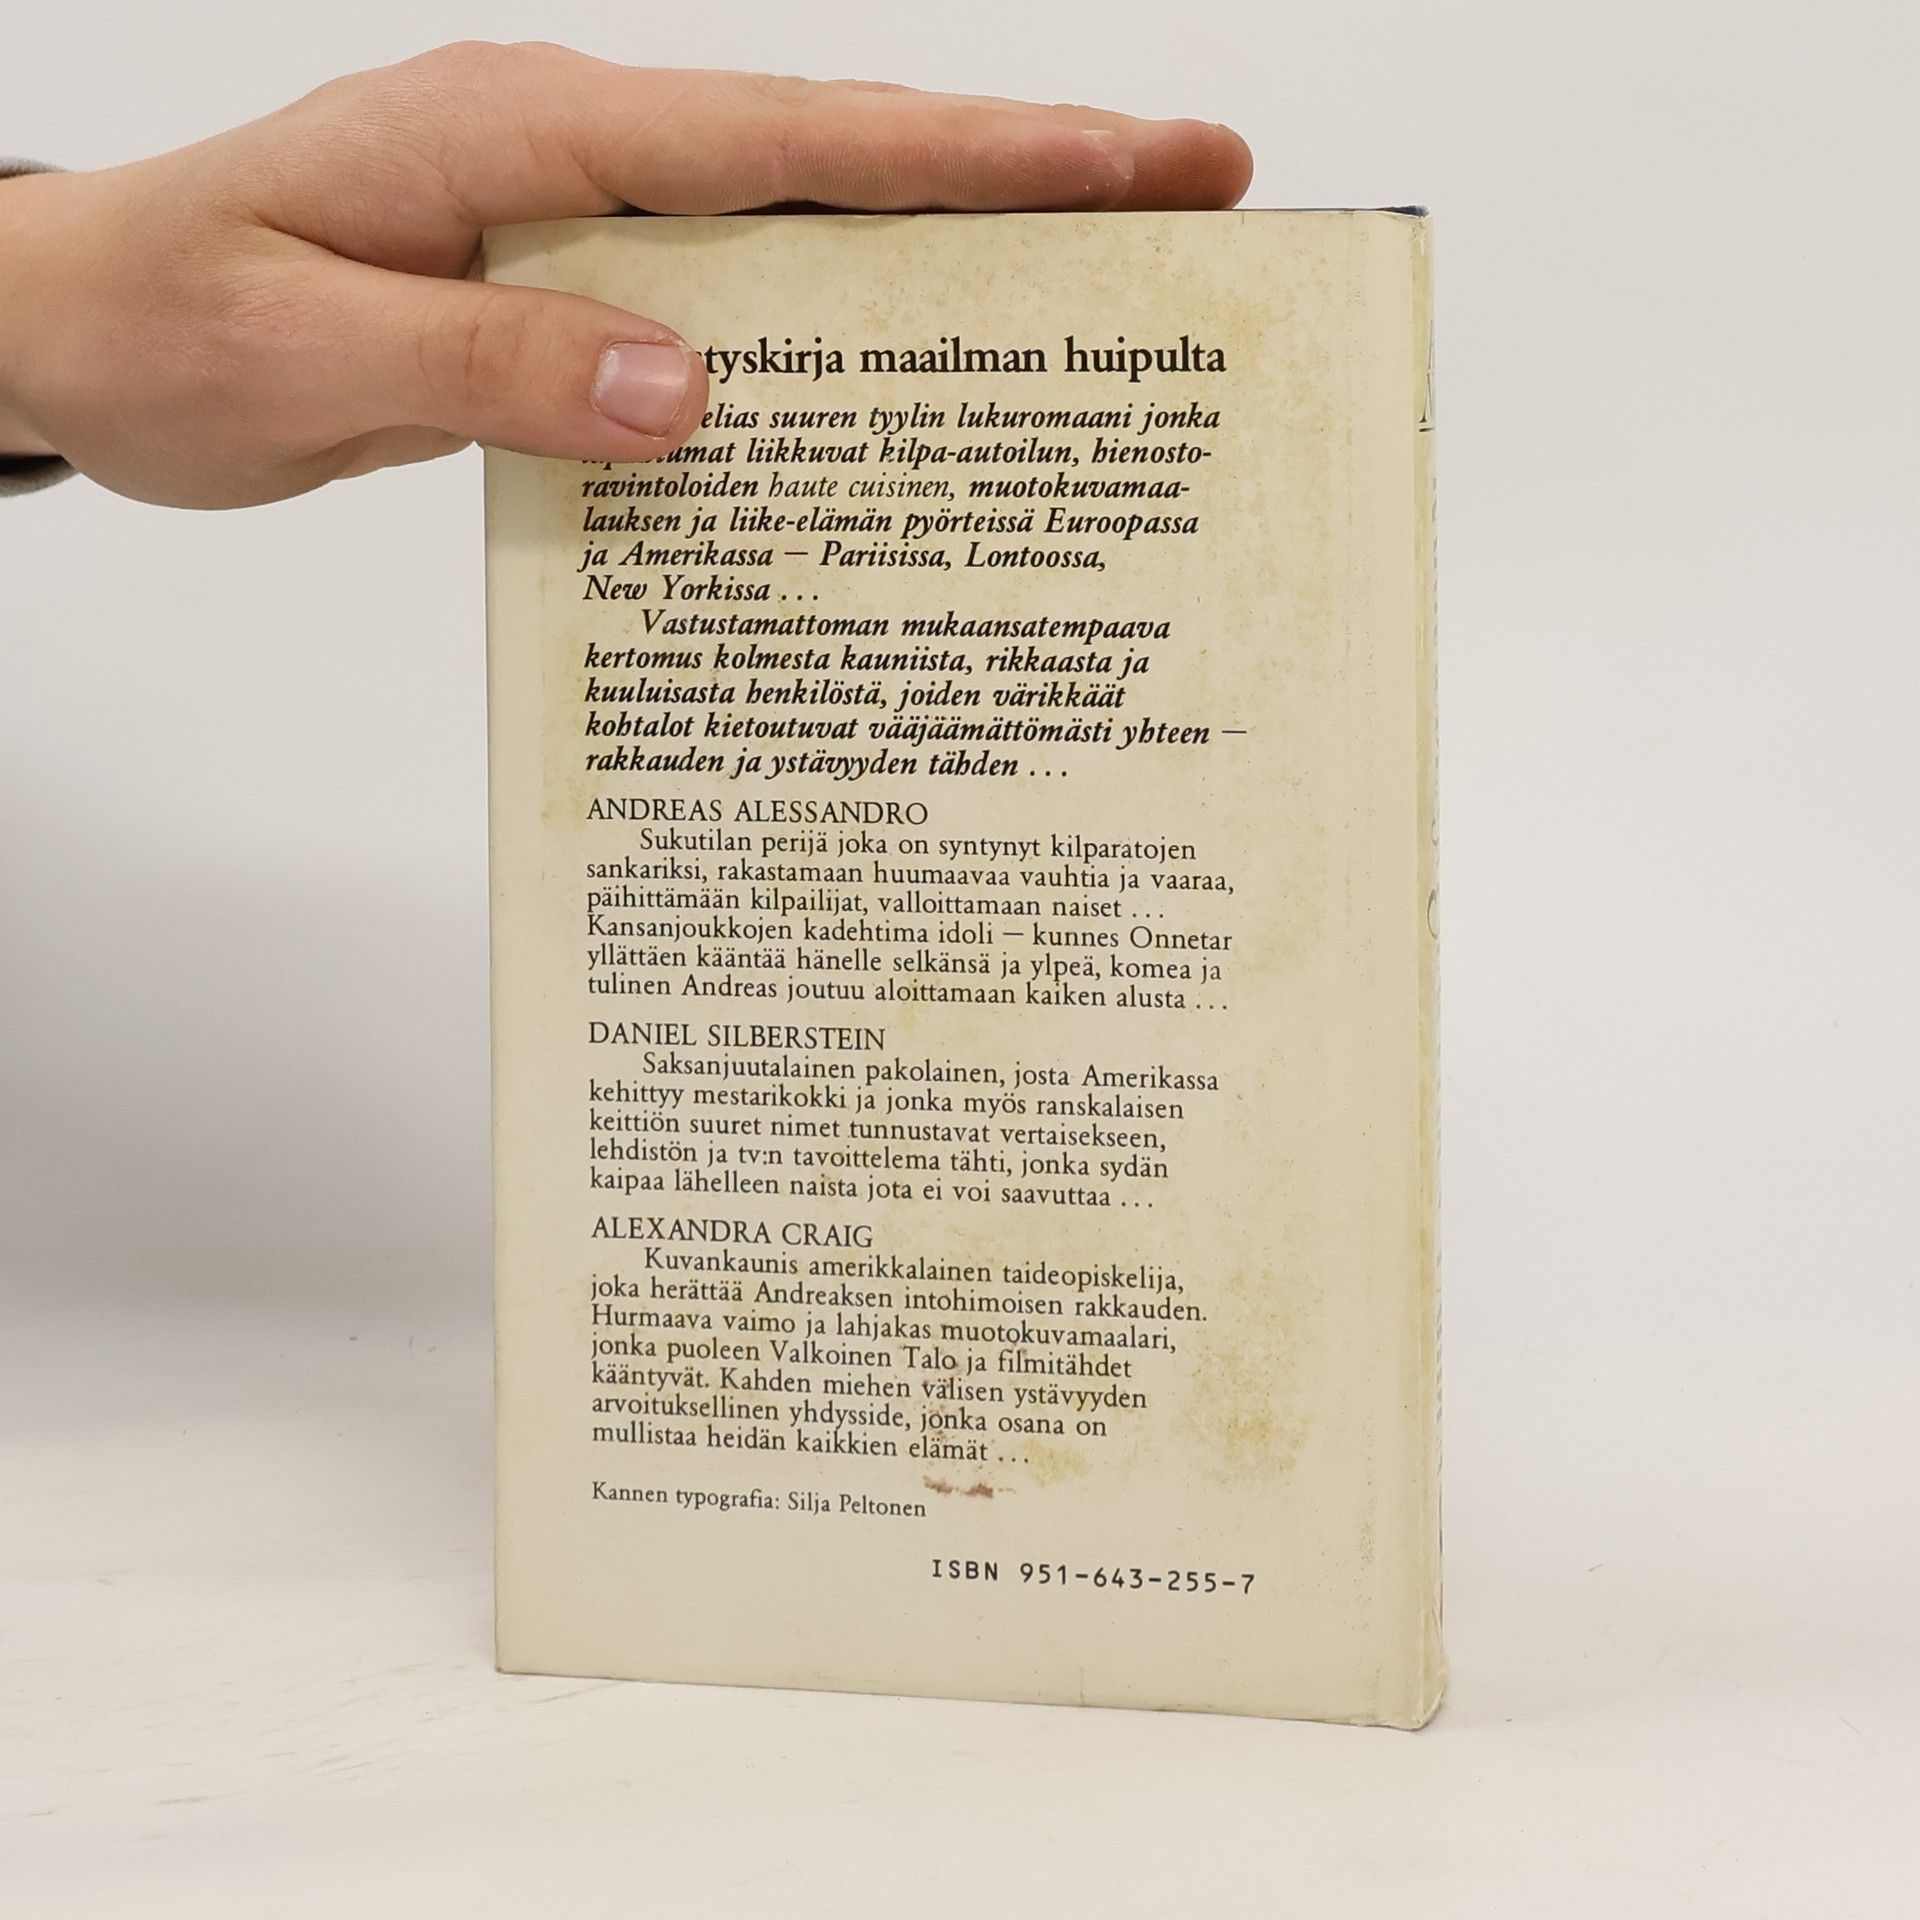 maailman huipulta
suuren tyylin lukuromaani jonka
liikkuvat kilpa-autoilun, hienosto-
ravintoloiden haute cuisinen, muotokuvamaa-
lauksen ja liike-elämän pyörteissä Euroopassa
ja Amerikassa — Pariisissa, Lontoossa,
New Yorkissa ...
Vastustamattoman mukaansatempaava
kertomus kolmesta kauniista, rikkaasta ja
kuuluisasta henkilöstä, joiden värikkäät
kohtalot kietoutuvat vääjäämättömästi yhteen —
rakkauden ja ystävyyden tähden ...
ANDREAS ALESSANDRO
Sukutilan perijä joka on syntynyt kilparatojen
sankariksi, rakastamaan huumaavaa vauhtia ja vaaraa,
päihittämään kilpailijat, valloittamaan naiset ...
Kansanjoukkojen kadehtima idoli — kunnes Onnetar
yllättäen kääntää hänelle selkänsä ja ylpeä, komea ja
tulinen Andreas joutuu aloittamaan kaiken alusta ...
DANIEL SILBERSTEIN
Saksanjuutalainen pakolainen, josta Amerikassa
kehittyy mestarikokki ja jonka myös ranskalaisen
keittiön suuret nimet tunnustavat vertaisekseen,
lehdistön ja tv:n tavoittelema tähti, jonka sydän
kaipaa lähelleen naista jota ei voi saavuttaa ...
ALEXANDRA CRAIG
Kuvankaunis amerikkalainen taideopiskelija,
joka herättää Andreaksen intohimoisen rakkauden.
Hurmaava vaimo ja lahjakas muotokuvamaalari,
jonka puoleen Valkoinen Talo ja filmitähdet
kääntyvät. Kahden miehen välisen ystävyyden
arvoituksellinen yhdysside, jonka osana on
mullistaa heidän kaikkien elämät ...
Kannen typografia: Silja Peltonen
ISBN 951-643-255-7